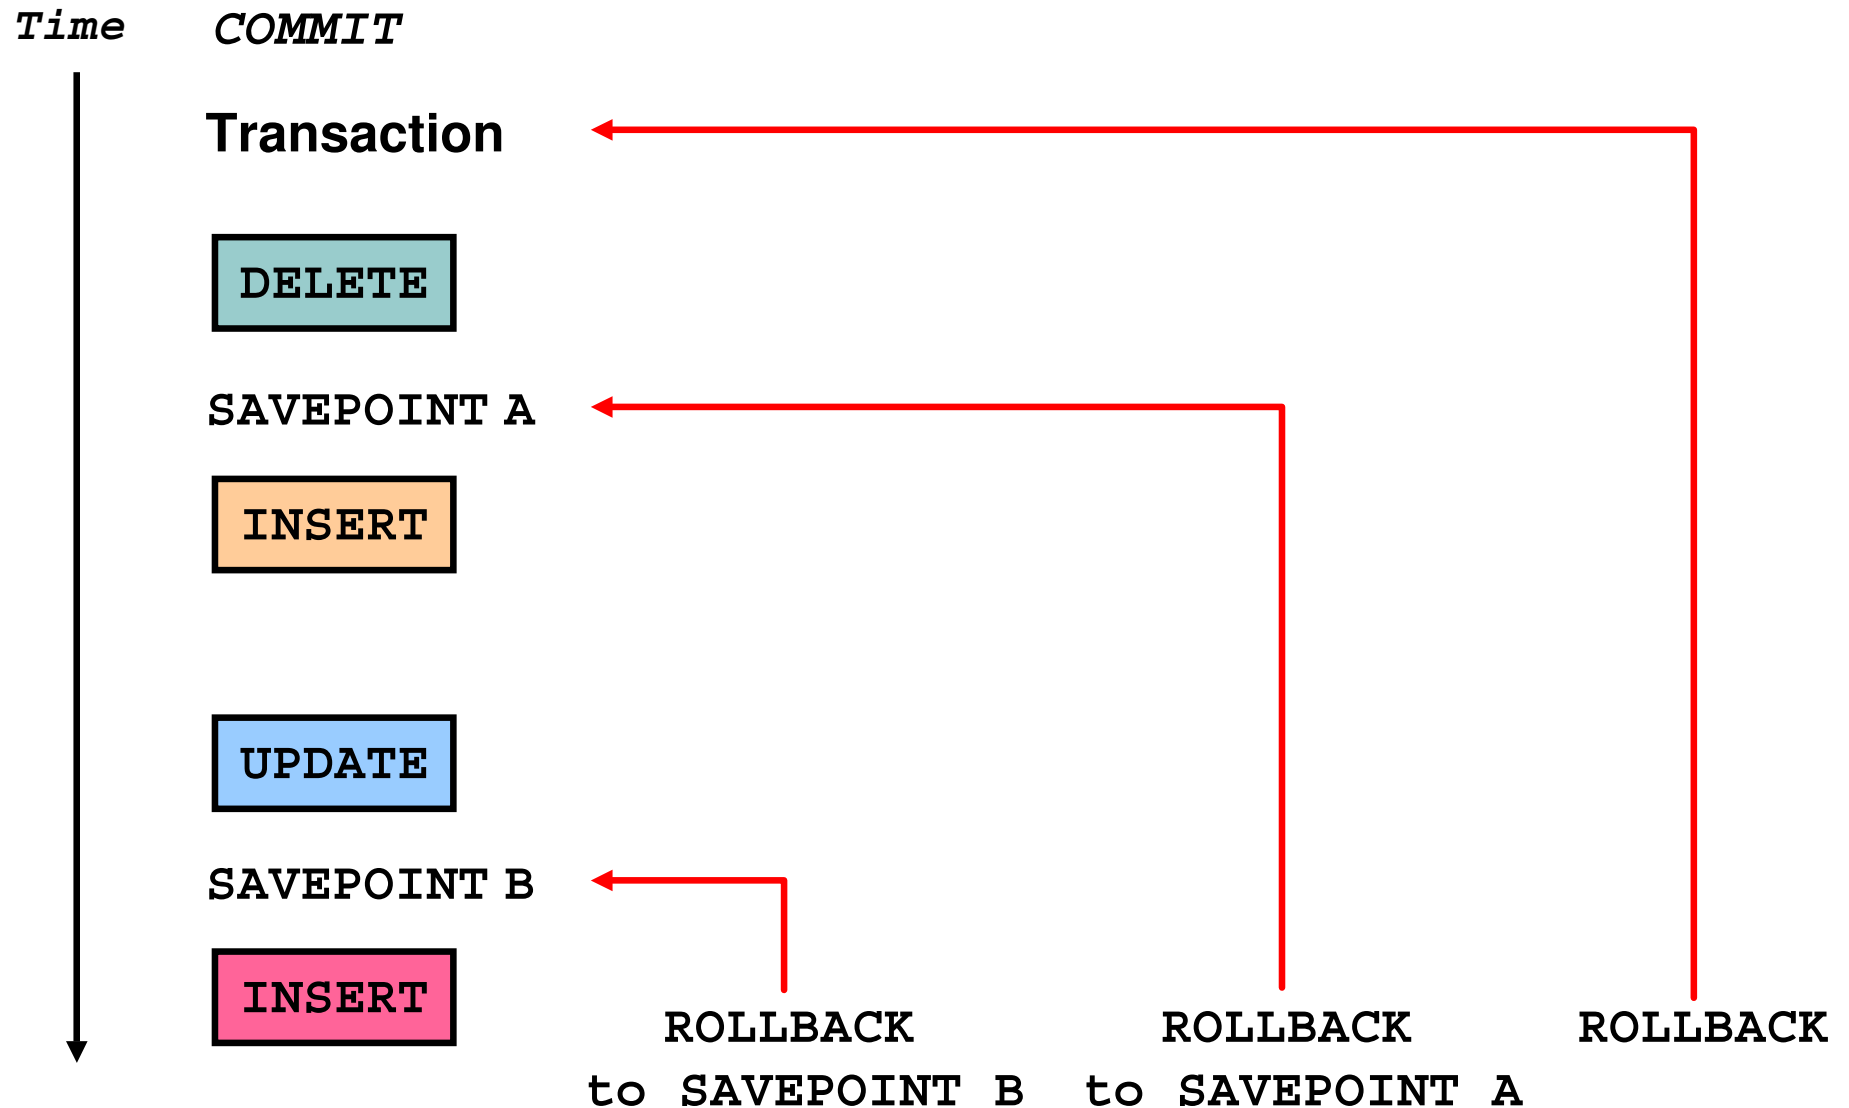 Time COMMIT
Transaction
DELETE
SAVEPOINT A
INSERT
UPDATE
SAVEPOINT B
INSERT
ROLLBACK ROLLBACK ROLLBACK
to SAVEPOINT B to SAVEPOINT A